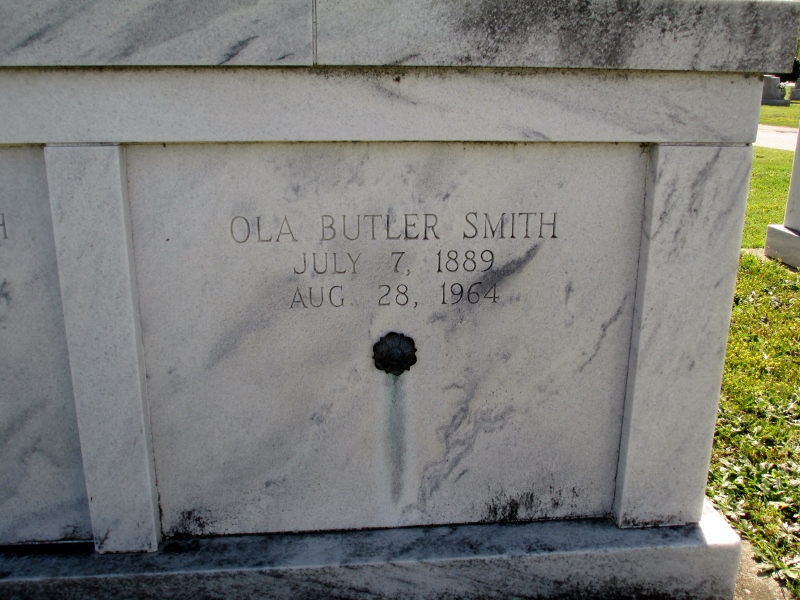 OLA BUTLER SMITH
JULY 7, 1889
AUG 28, 1964